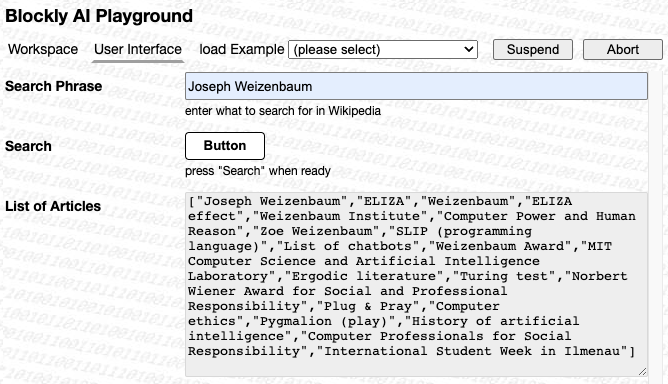 Blockly AI Playground
Workspace User Interface load Example (please select) Suspend Abort
Search Phrase Joseph Weizenbaum
enter what to search for in Wikipedia
Search Button
press "Search" when ready
List of Articles ["Joseph Weizenbaum","ELIZA","Weizenbaum","ELIZA
effect","Weizenbaum Institute","Computer Power and Human
Reason","Zoe Weizenbaum","SLIP (programming
language)","List of chatbots","Weizenbaum Award","MIT
Computer Science and Artificial Intelligence
Laboratory","Ergodic literature","Turing test","Norbert
Wiener Award for Social and Professional
Responsibility","Plug & Pray","Computer
ethics","Pygmalion (play)","History of artificial
intelligence","Computer Professionals for Social
Responsibility","International Student Week in Ilmenau"]